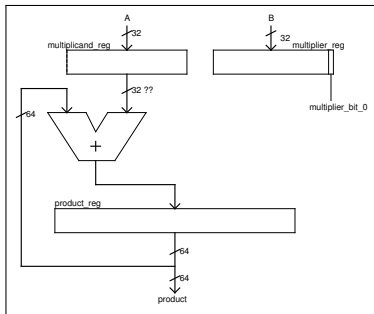 A
B
32
32
multiplicand_reg
multiplier_reg
32 ??
multiplier_bit_0
64
+
product_reg
64
64
product